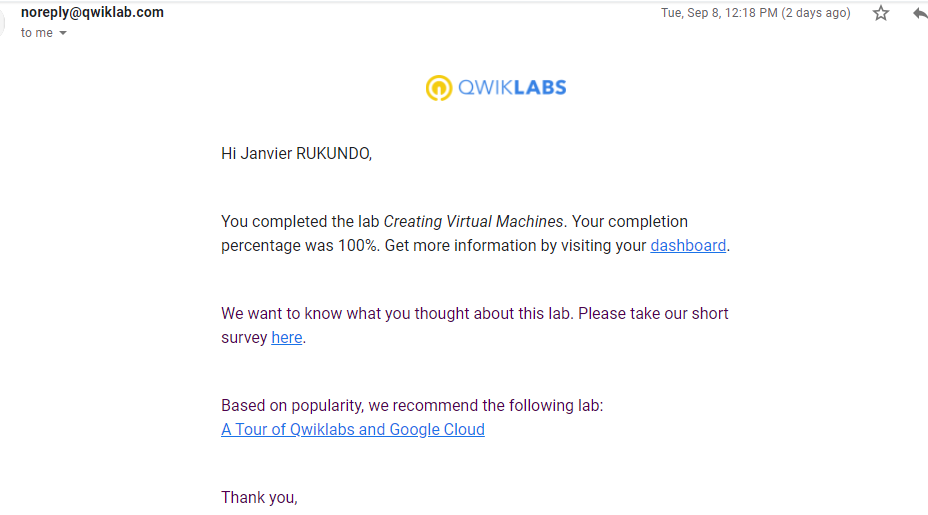 noreply@qwiklab.com
Tue, Sep 8, 12:18 PM (2 days ago)
to me
QWIKLABS
Hi Janvier RUKUNDO,
You completed the lab Creating Virtual Machines. Your completion
percentage was 100%. Get more information by visiting your dashboard.
We want to know what you thought about this lab. Please take our short
survey here.
Based on popularity, we recommend the following lab:
A Tour of Qwiklabs and Google Cloud
Thank you,